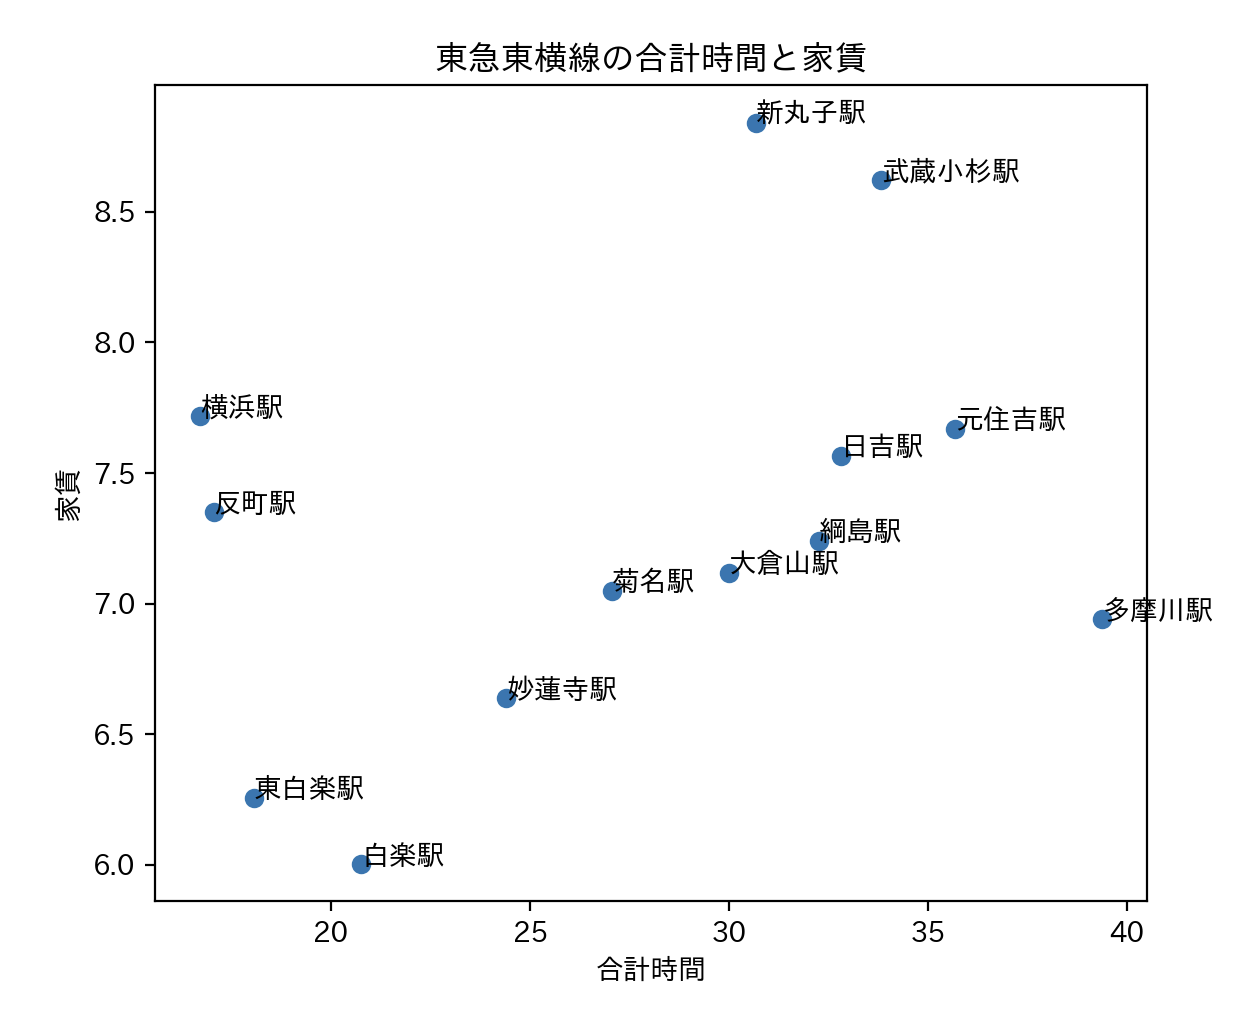 東急東横線の合計時間と家賃
新丸子駅
武蔵小杉駅
8.5
8.0
横浜駅
元住吉駅
日吉駅
7.5
家賃
反町駅
綱島駅
大倉山駅
菊名駅
7.0
多摩川駅
妙蓮寺駅
6.5
東白楽駅
白楽駅
6.0
20 25 30 35 40
合計時間